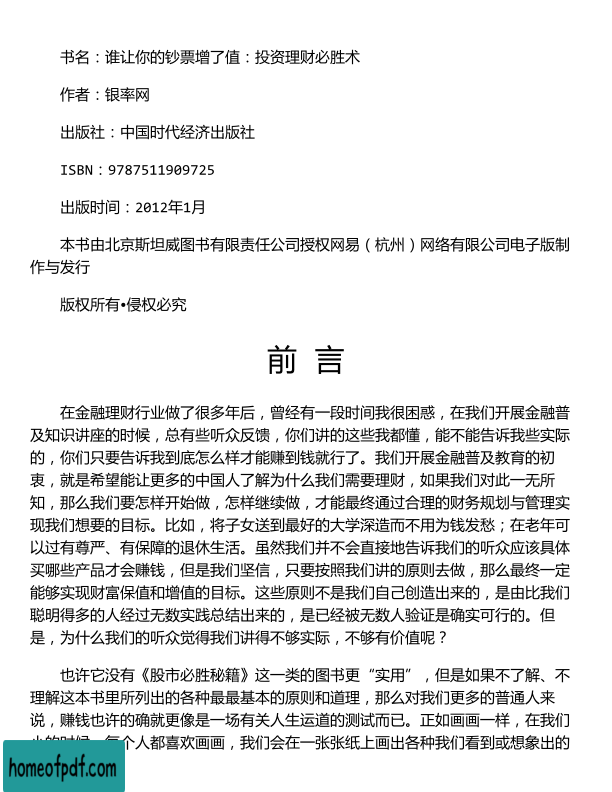 书名：谁让你的钞票增了值：投资理财必胜术
作者：银率网
出版社：中国时代经济出版社
ISBN：9787511909725
出版时间：2012年1月
本书由北京斯坦威图书有限责任公司授权网易（杭州）网络有限公司电子版制
作与发行
版权所有•侵权必究
前 言
在金融理财行业做了很多年后，曾经有一段时间我很困惑，在我们开展金融普
及知识讲座的时候，总有些听众反馈，你们讲的这些我都懂，能不能告诉我些实际
的，你们只要告诉我到底怎么样才能赚到钱就行了。我们开展金融普及教育的初
衷，就是希望能让更多的中国人了解为什么我们需要理财，如果我们对此一无所
知，那么我们要怎样开始做，怎样继续做，才能最终通过合理的财务规划与管理实
现我们想要的目标。比如，将子女送到最好的大学深造而不用为钱发愁；在老年可
以过有尊严、有保障的退休生活。虽然我们并不会直接地告诉我们的听众应该具体
买哪些产品才会赚钱，但是我们坚信，只要按照我们讲的原则去做，那么最终一定
能够实现财富保值和增值的目标。这些原则不是我们自己创造出来的，是由比我们
聪明得多的人经过无数实践总结出来的，是已经被无数人验证是确实可行的。但
是，为什么我们的听众觉得我们讲得不够实际，不够有价值呢？
也许它没有《股市必胜秘籍》这一类的图书更“实用”，但是如果不了解、不
理解这本书里所列出的各种最最基本的原则和道理，那么对我们更多的普通人来
说，赚钱也许的确就更像是一场有关人生运道的测试而已。正如画画一样，在我们
小的时候，每个人都喜欢画画，我们会在一张张纸上画出各种我们看到或想象出的
homeofpdf.com